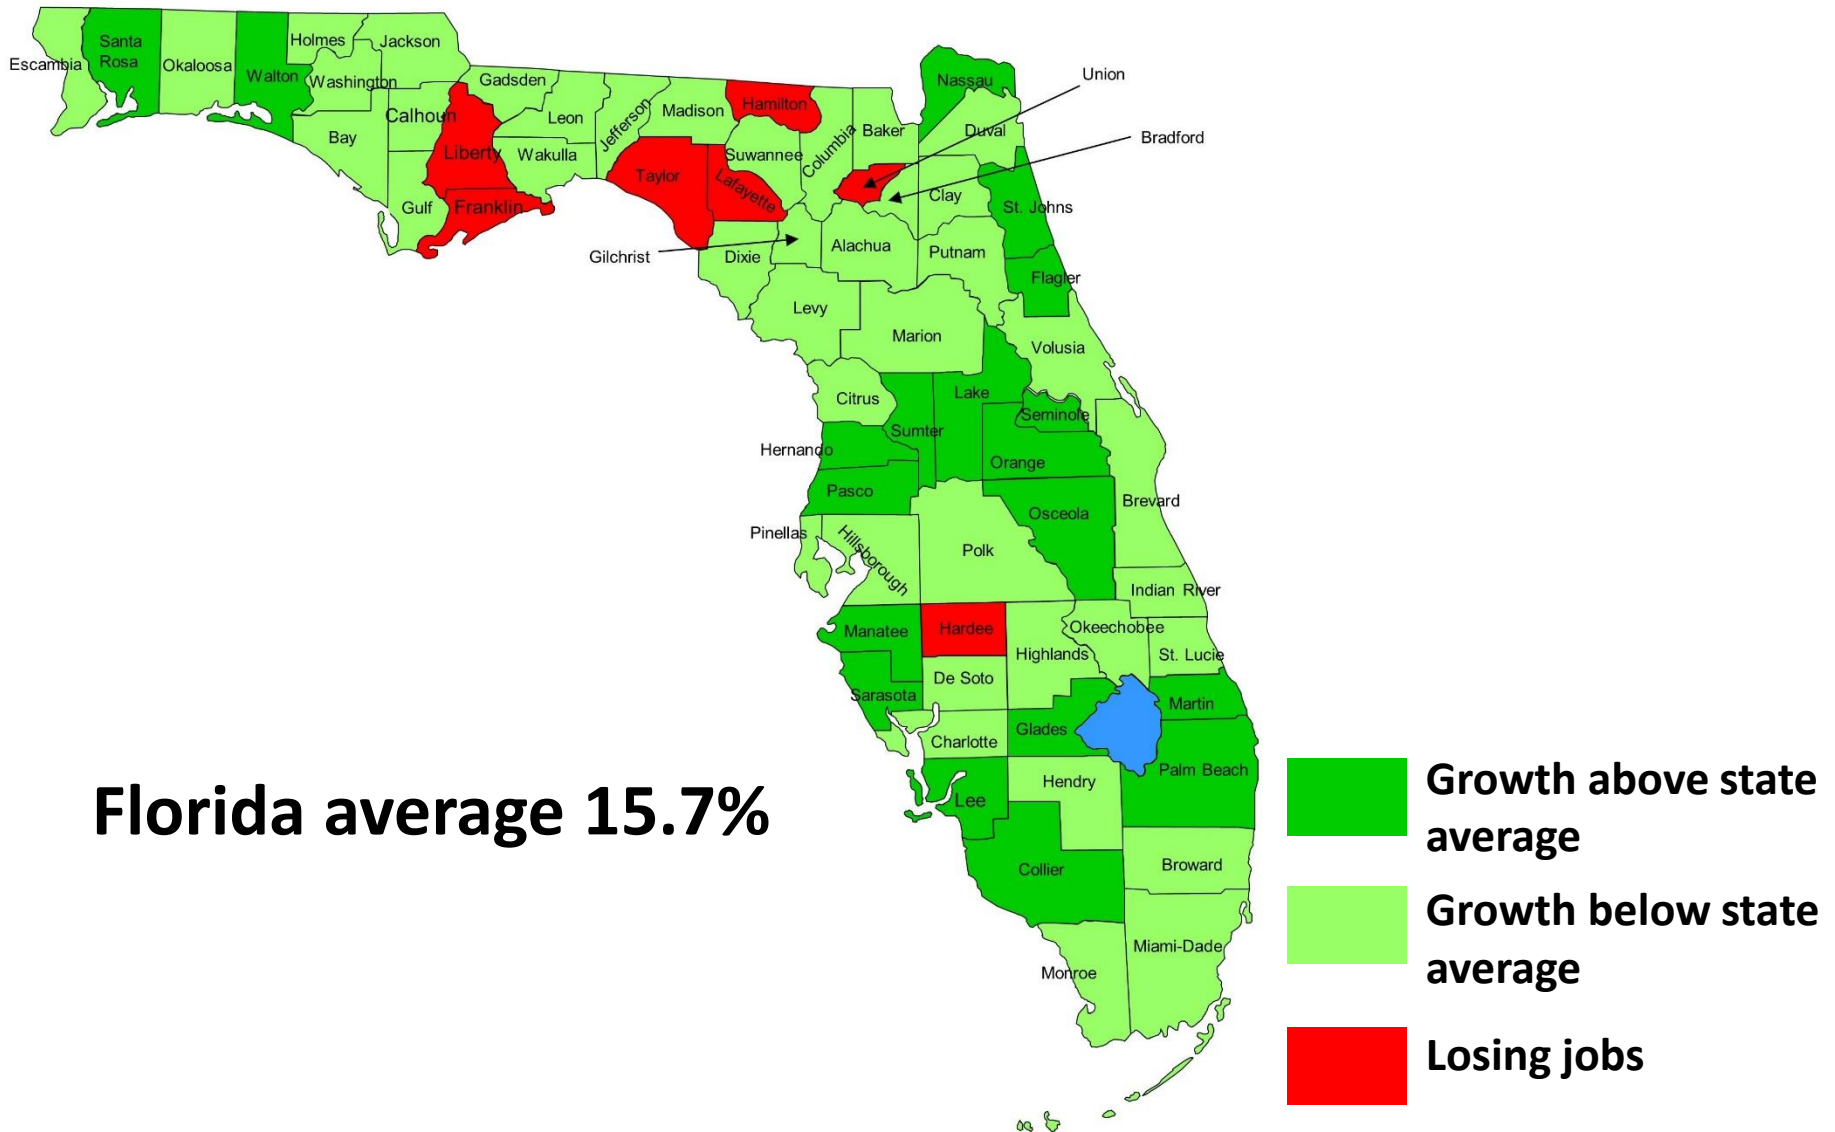 Santa
Rosa
Escambia
Okaloosa
Walton
Holmes
Jackson
Washington
Gadsden
Calhoun
Bay
Leon
Jefferson
Madison
Hamilton
Nassau
Union
Liberty
Wakulla
Taylor
Lafayette
Suwannee
Columbia
Baker
Duval
Bradford
Gulf
Franklin
Clay
St. Johns
Gilchrist
Dixie
Alachua
Putnam
Flagler
Levy
Marion
Volusia
Citrus
Lake
Seminole
Sumter
Hernando
Orange
Pasco
Brevard
Osceola
Pinellas
Hillsborough
Polk
Indian River
Manatee
Hardee
Okeechobee
Highlands
St. Lucie
De Soto
Sarasota
Martin
Glades
Charlotte
Palm Beach
Hendry
Lee
Collier
Broward
Miami-Dade
Monroe
Florida average 15.7%
Growth above state
average
Growth below state
average
Losing jobs